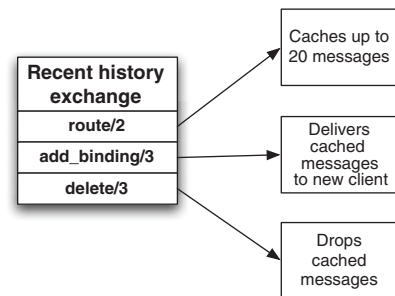 Recent history
exchange
route/2
add_binding/3
delete/3
Caches up to
20 messages
Delivers
cached
messages
to new client
Drops
cached
messages